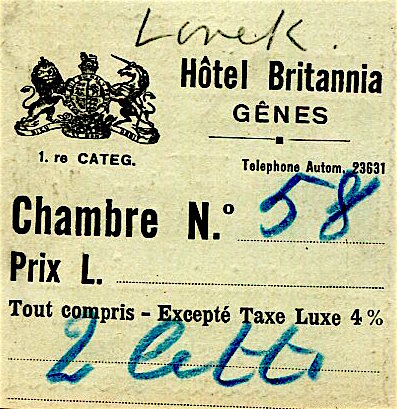 Hôtel Britannia
GÊNES
1. re CATEG.
Telephone Autom. 23631
Chambre N.º 58
Prix L.
Tout compris - Excepté Taxe Luxe 4 %
2 letti